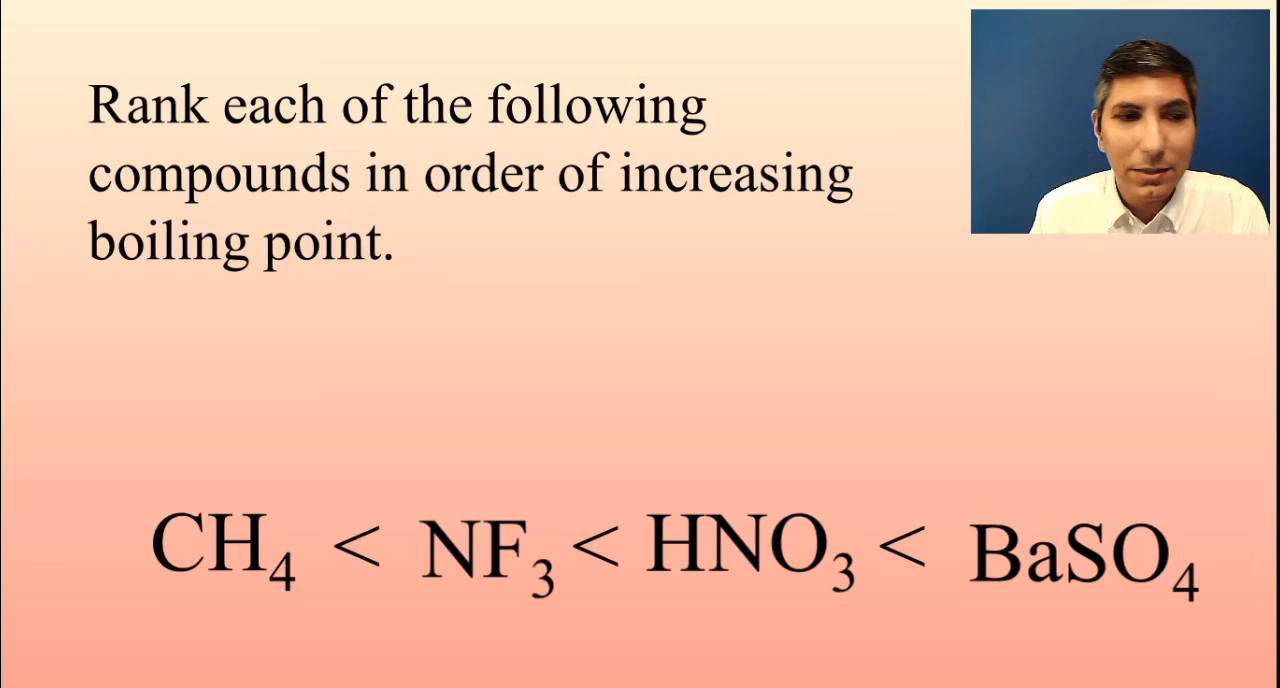 Rank each of the following
compounds in order of increasing
boiling point.
CH₄ < NF₃ < HNO₃ < BaSO₄